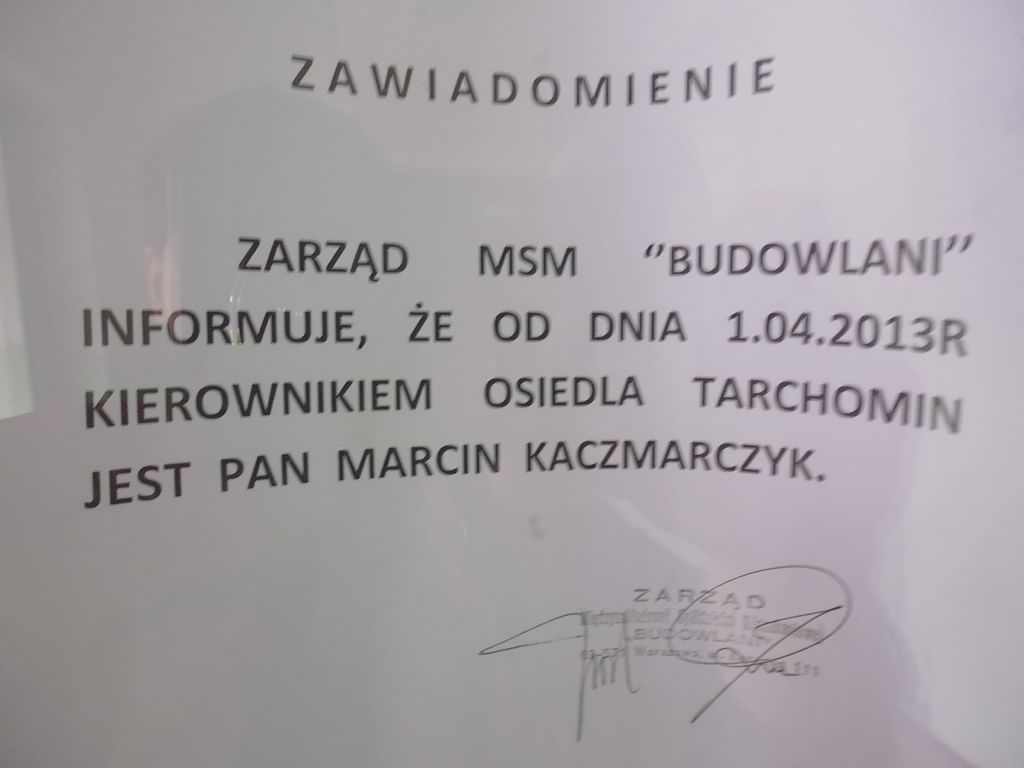 ZAWIADOMIENIE
ZARZĄD MSM ‘’BUDOWLANI’’
INFORMUJE, ŻE OD DNIA 1.04.2013R
KIEROWNIKIEM OSIEDLA TARCHOMIN
JEST PAN MARCIN KACZMARCZYK.
ZARZĄD
BUDOWLANI
Warszawa,